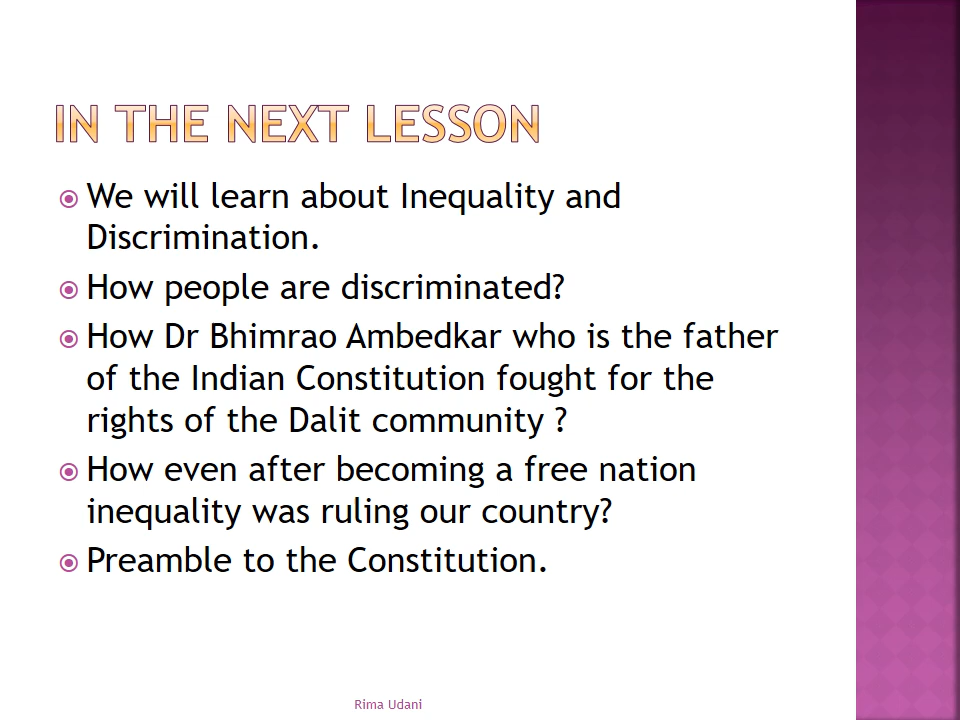 IN THE NEXT LESSON
We will learn about Inequality and
Discrimination.
How people are discriminated?
How Dr Bhimrao Ambedkar who is the father
of the Indian Constitution fought for the
rights of the Dalit community ?
How even after becoming a free nation
inequality was ruling our country?
Preamble to the Constitution.
Rima Udani